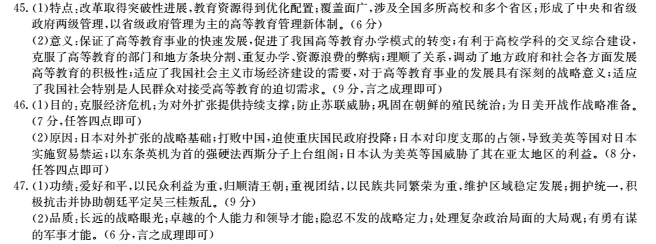 45. (1)特点:改革取得突破性进展,教育资源得到优化配置;覆盖面广,涉及全国多所高校和多个省区;形成了中央和省级
政府两级管理,以省级政府管理为主的高等教育管理新体制。(6分)
(2)意义:保证了高等教育事业的快速发展,促进了我国高等教育办学模式的转变;有利于高校学科的交叉综合建设,
克服了高等教育的部门和地方条块分割、重复办学、资源浪费的弊病;理顺了关系,调动了地方政府和社会各方面发展
高等教育的积极性;适应了我国社会主义市场经济建设的需要,对于高等教育事业的发展具有深刻的战略意义;适应
了我国社会特别是人民群众对接受高等教育的迫切需求。(9分,言之成理即可)
46. (1)目的:克服经济危机;为对外扩张提供持续支撑;防止苏联威胁;巩固在朝鲜的殖民统治;为日美开战作战略准备。
(7分,任答四点即可)
(2)原因:日本对外扩张的战略基础;打败中国,迫使重庆国民政府投降;日本对印度支那的占领,导致美英等国对日本
实施贸易禁运;以东条英机为首的强硬法西斯分子上台组阁;日本认为美英等国威胁了其在亚太地区的利益。(8分,
任答四点即可)
47. (1)功绩:爱好和平,以民众利益为重,归顺清王朝;重视团结,以民族共同繁荣为重,维护区域稳定发展;拥护统一,积
极抗击并协助朝廷平定吴三桂叛乱。(9分)
(2)品质:长远的战略眼光;卓越的个人能力和领导才能;隐忍不发的战略定力;处理复杂政治局面的大局观;有勇有谋
的军事才能。(6分,言之成理即可)